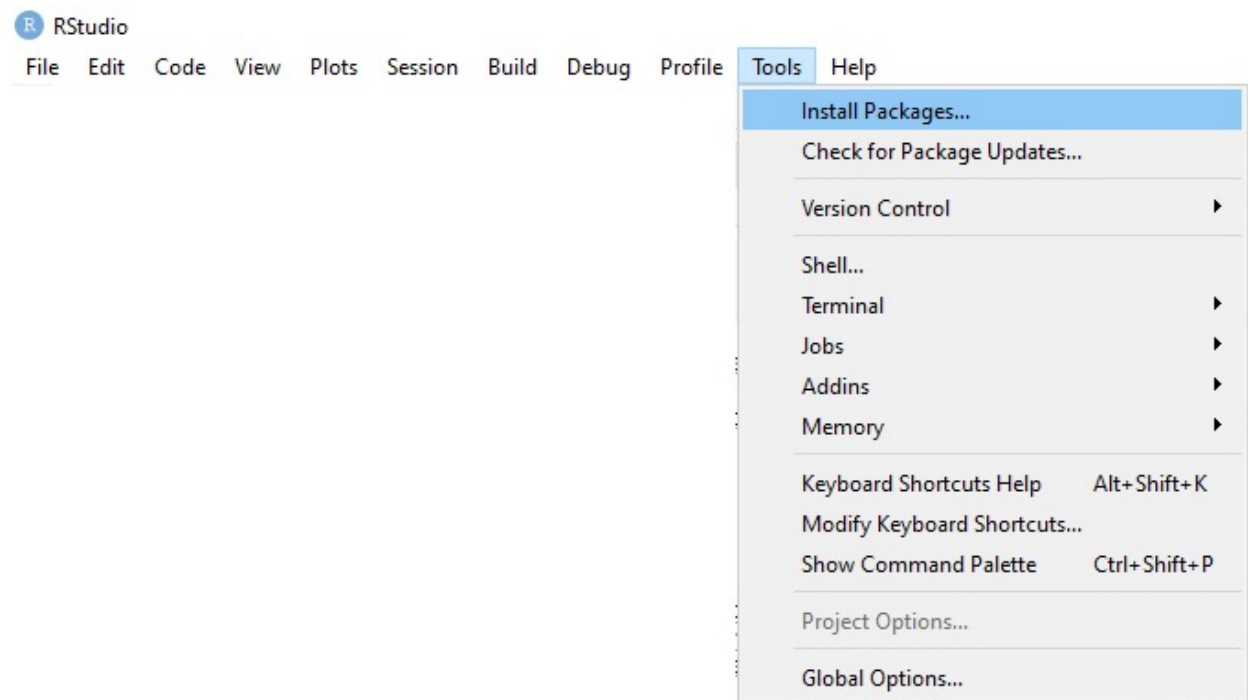 R RStudio
File Edit Code View Plots Session Build Debug Profile Tools Help
Install Packages...
Check for Package Updates...
Version Control
Shell...
Terminal
Jobs
Addins
Memory
Keyboard Shortcuts Help Alt+Shift+K
Modify Keyboard Shortcuts...
Show Command Palette Ctrl+Shift+P
Project Options...
Global Options...